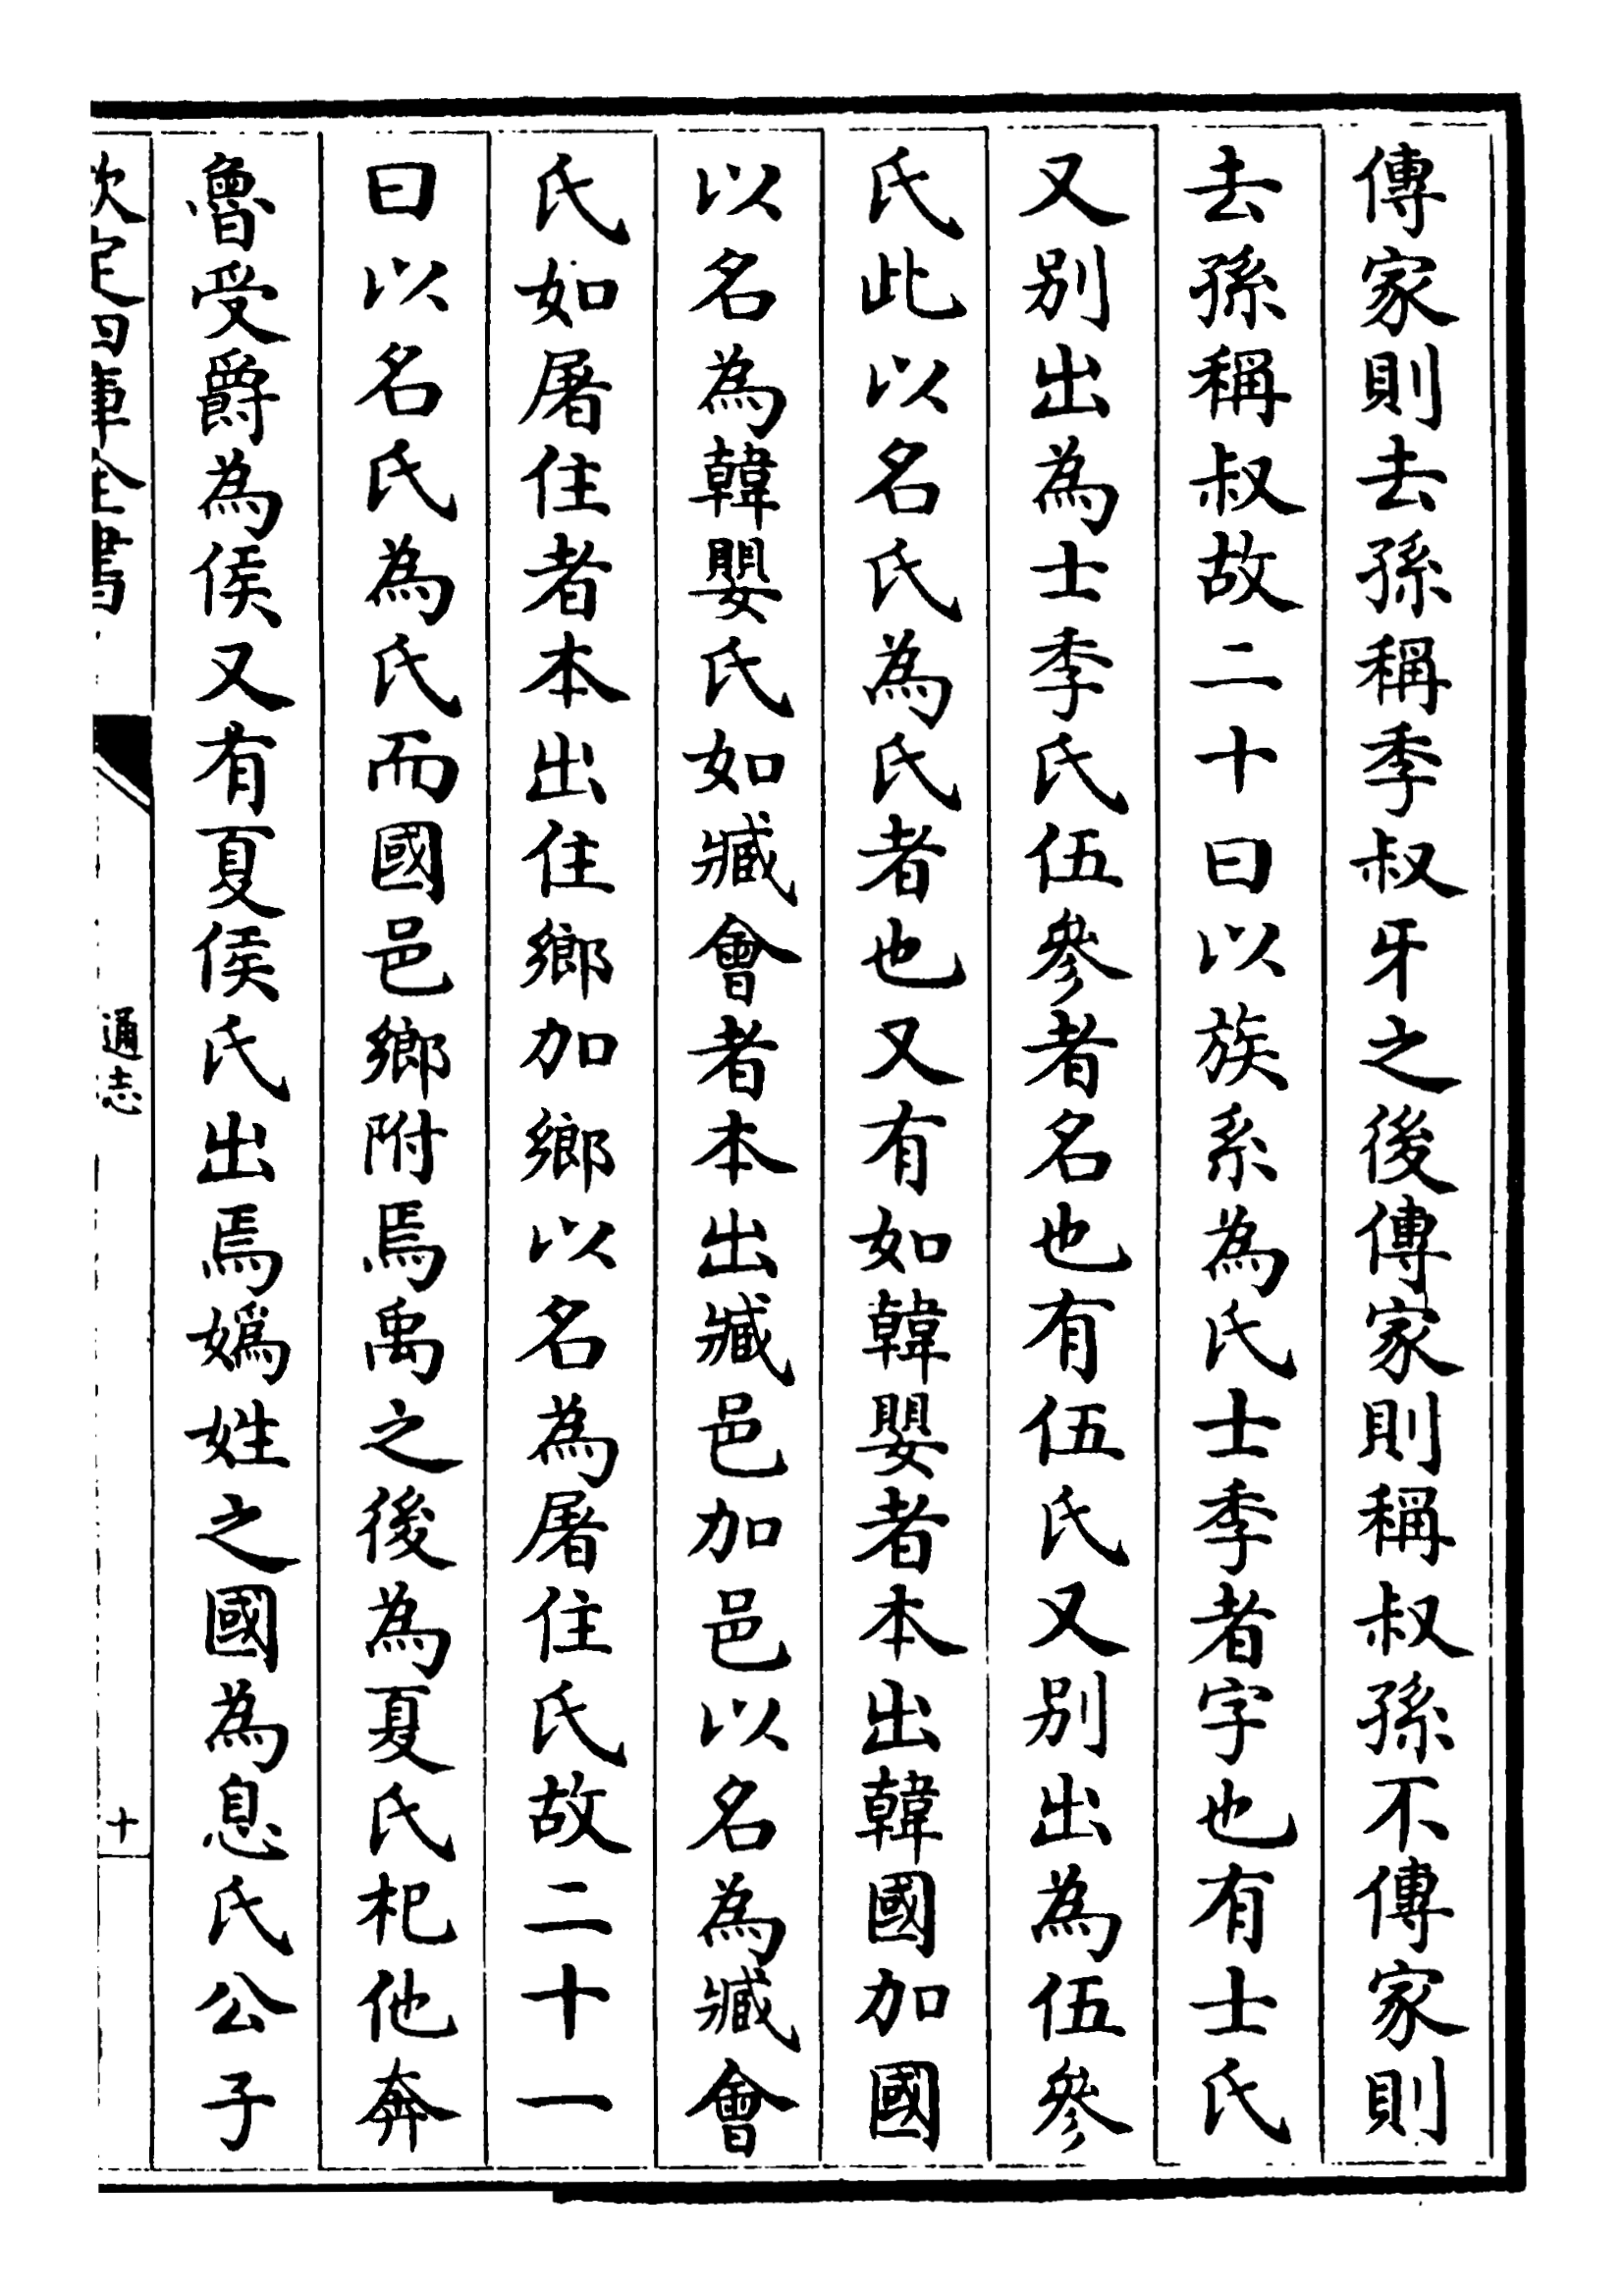 傳家則去孫稱季叔牙之後傳家則稱叔孫不傳家則
去孫稱叔故二十曰以族系為氏士季者字也有士氏
又别出為士季氏伍參者名也有伍氏又别出為伍參
氏此以名氏為氏者也又有如韓嬰者本出韓國加國
以名為韓嬰氏如臧會者本出臧邑加邑以名為臧會
氏如屠住者本出住鄉加鄉以名為屠住氏故二十一
曰以名氏為氏而國邑鄉附焉禹之後為夏氏杞他奔
魯受爵為侯又有夏侯氏出焉媯姓之國為息氏公子
欽定四庫全書
通志
十